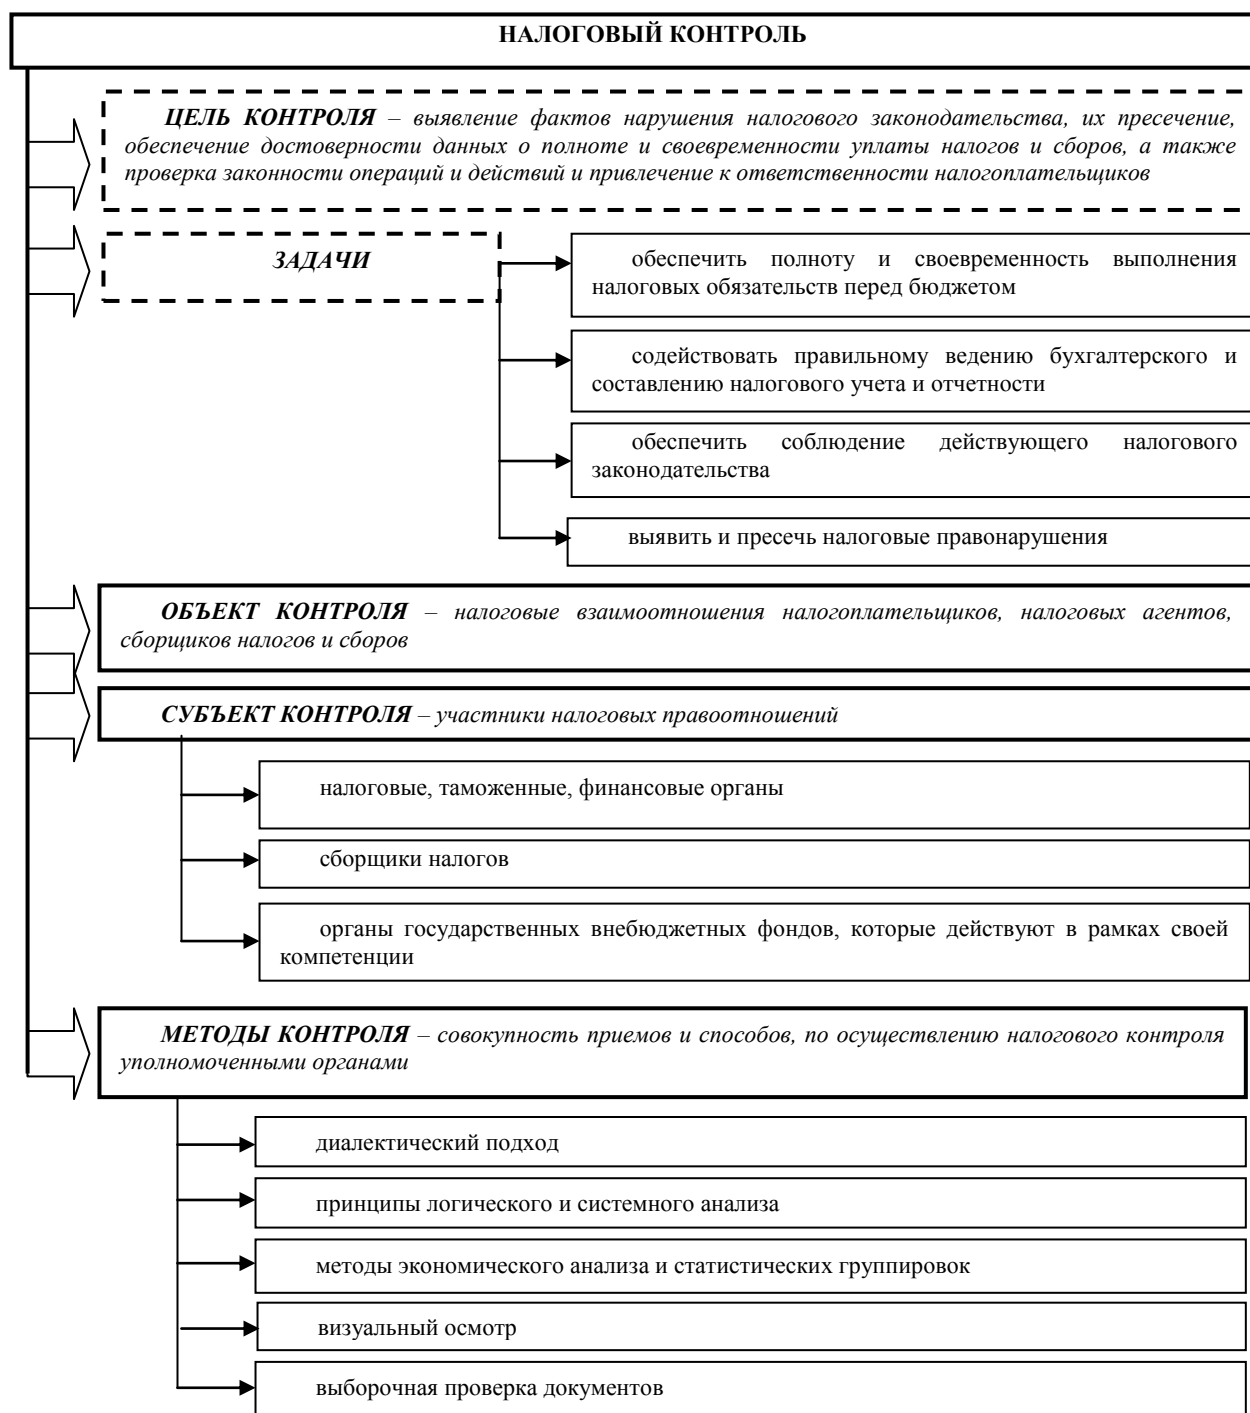 НАЛОГОВЫЙ КОНТРОЛЬ
ЦЕЛЬ КОНТРОЛЯ – выявление фактов нарушения налогового законодательства, их пресечение,
обеспечение достоверности данных о полноте и своевременности уплаты налогов и сборов, а также
проверка законности операций и действий и привлечение к ответственности налогоплательщиков
ЗАДАЧИ
обеспечить полноту и своевременность выполнения
налоговых обязательств перед бюджетом
содействовать правильному ведению бухгалтерского и
составлению налогового учета и отчетности
обеспечить соблюдение действующего налогового
законодательства
выявить и пресечь налоговые правонарушения
ОБЪЕКТ КОНТРОЛЯ – налоговые взаимоотношения налогоплательщиков, налоговых агентов,
сборщиков налогов и сборов
СУБЪЕКТ КОНТРОЛЯ – участники налоговых правоотношений
налоговые, таможенные, финансовые органы
сборщики налогов
органы государственных внебюджетных фондов, которые действуют в рамках своей
компетенции
МЕТОДЫ КОНТРОЛЯ – совокупность приемов и способов, по осуществлению налогового контроля
уполномоченными органами
диалектический подход
принципы логического и системного анализа
методы экономического анализа и статистических группировок
визуальный осмотр
выборочная проверка документов